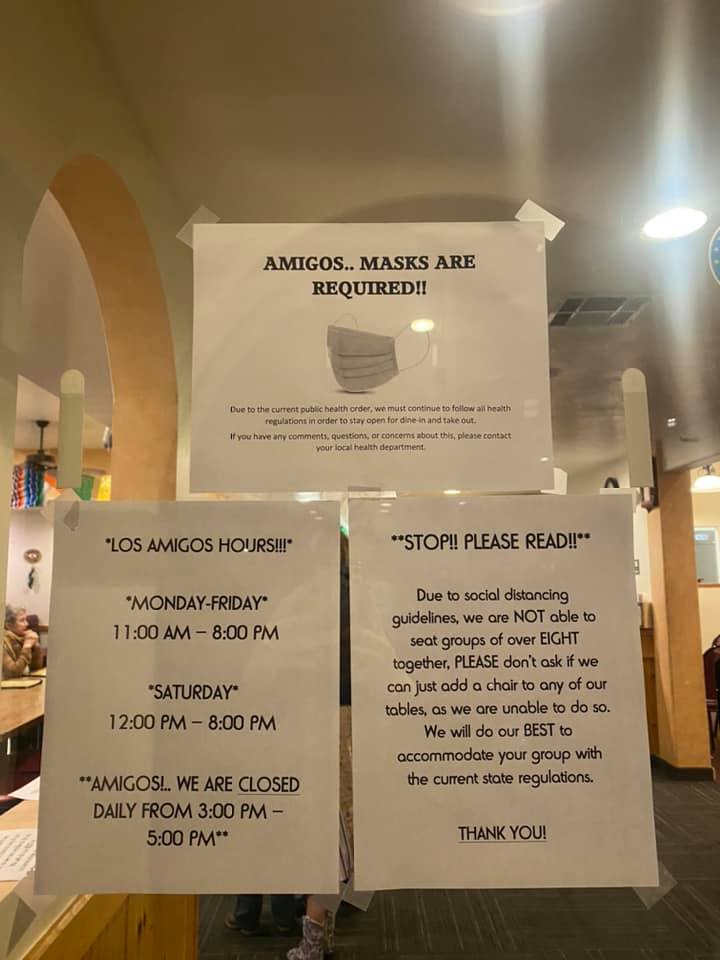 AMIGOS.. MASKS ARE
REQUIRED!!
Due to the current public health order, we must continue to follow all health
regulations in order to stay open for dine-in and take out.
If you have any comments, questions, or concerns about this, please contact
your local health department.
*LOS AMIGOS HOURS!!!*
*MONDAY-FRIDAY*
11:00 AM – 8:00 PM
*SATURDAY*
12:00 PM – 8:00 PM
**AMIGOS!.. WE ARE CLOSED
DAILY FROM 3:00 PM –
5:00 PM**
**STOP!! PLEASE READ!!**
Due to social distancing
guidelines, we are NOT able to
seat groups of over EIGHT
together, PLEASE don't ask if we
can just add a chair to any of our
tables, as we are unable to do so.
We will do our BEST to
accommodate your group with
the current state regulations.
THANK YOU!